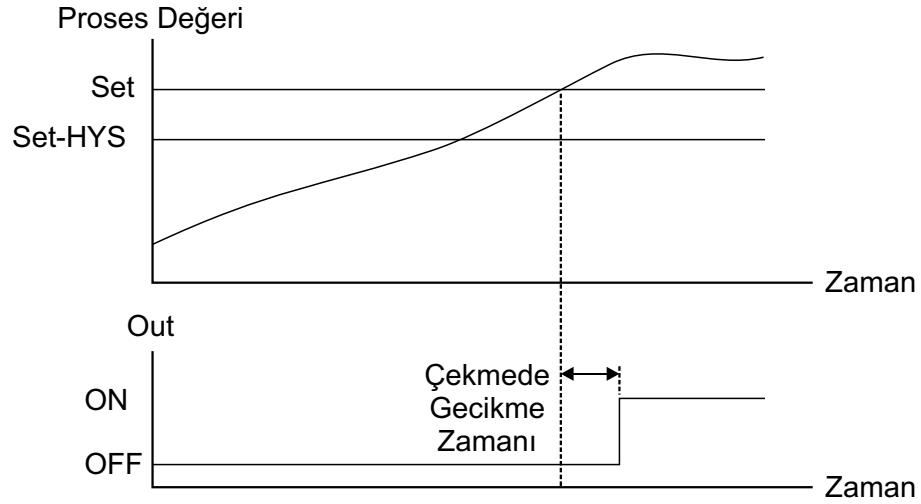 Proses Değeri
Set
Set-HYS
Zaman
Out
ON
OFF
Çekmede
Gecikme
Zamanı
Zaman